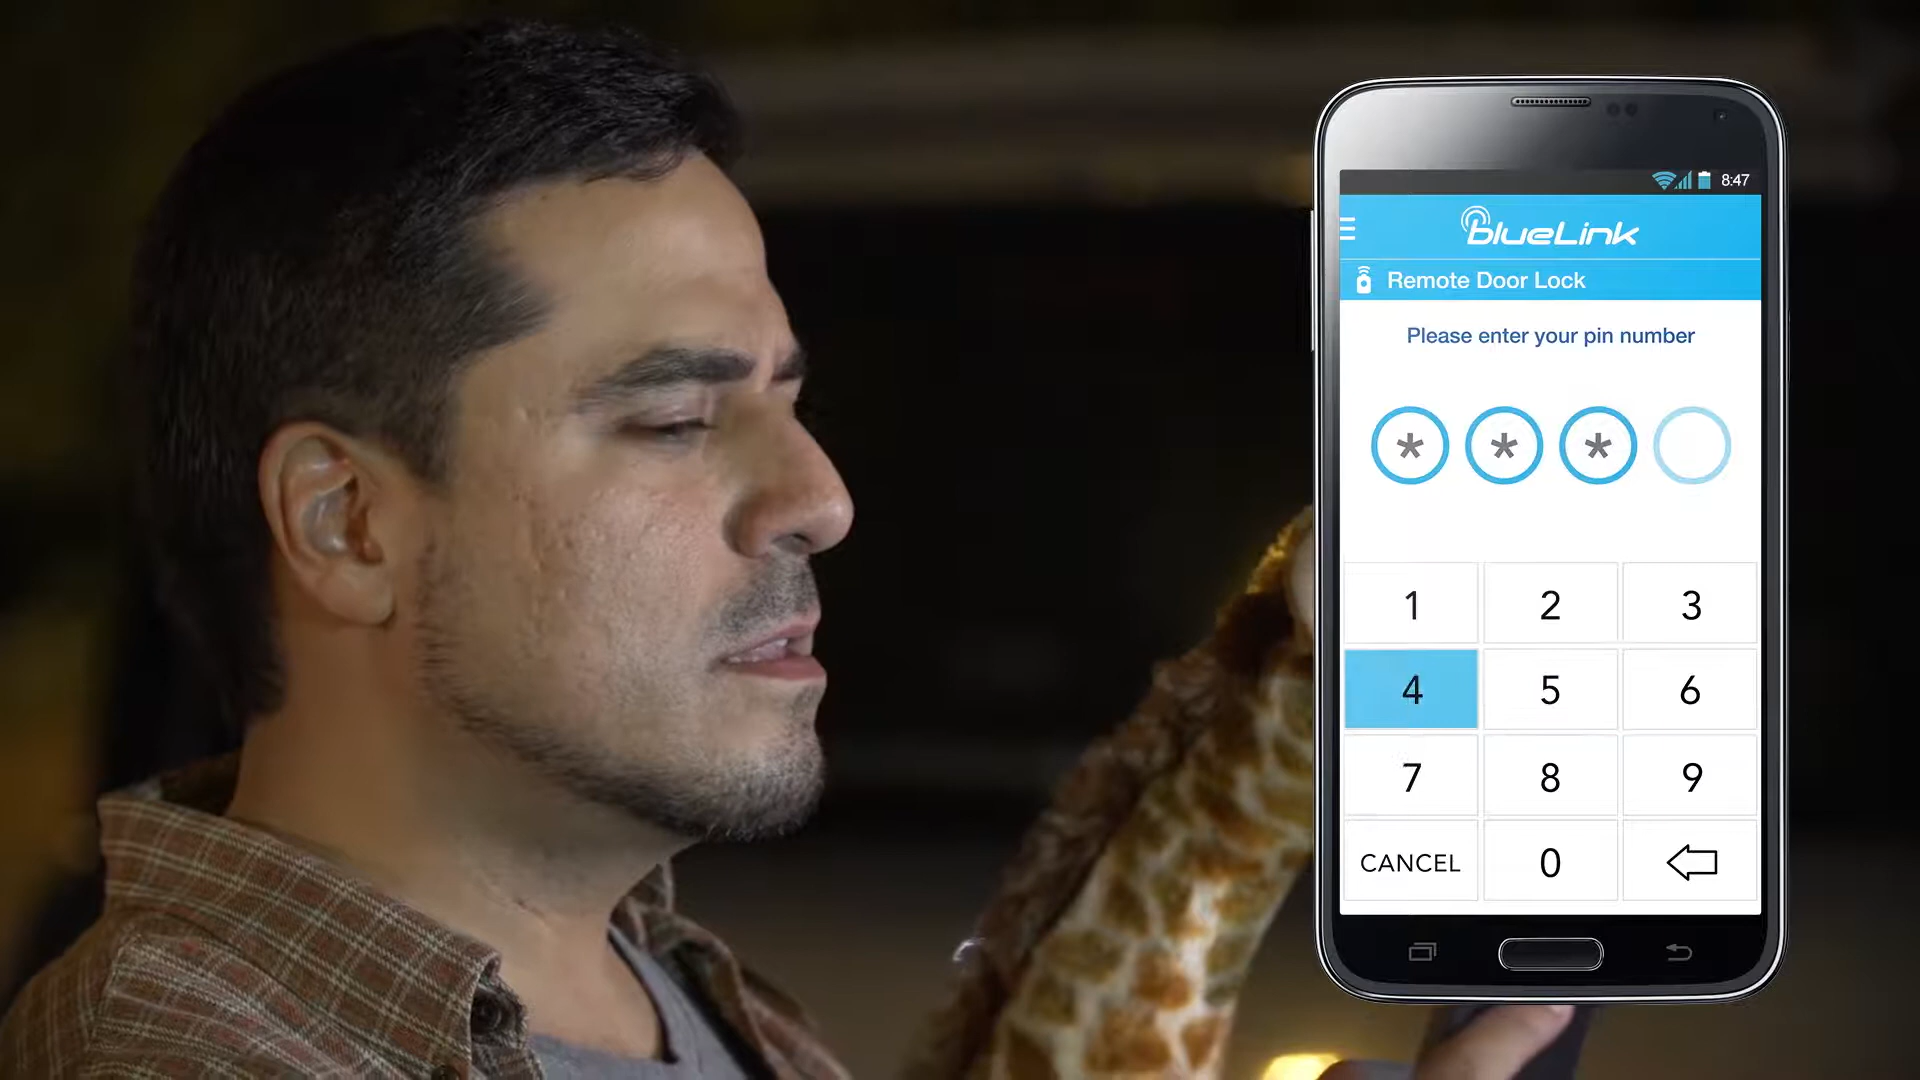 8:47
blueLink
Remote Door Lock
Please enter your pin number
* * *
1 2 3
4 5 6
7 8 9
CANCEL 0